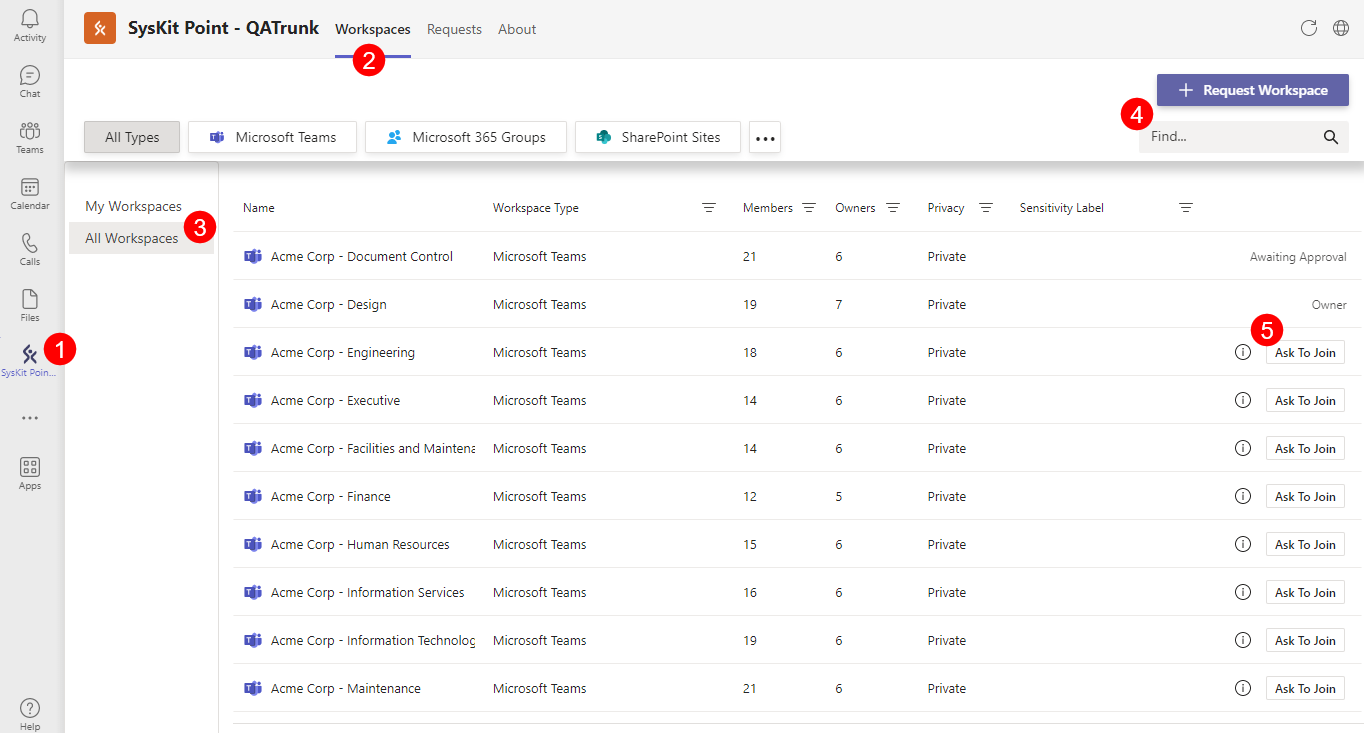 Activity
Chat
Teams
Calendar
Calls
Files
1
SysKit Poin...
Apps
Help
SysKit Point - QATrunk Workspaces Requests About
2
+ Request Workspace
4
All Types Microsoft Teams Microsoft 365 Groups SharePoint Sites ... Find...
My Workspaces
All Workspaces 3
Name Workspace Type Members Owners Privacy Sensitivity Label
Acme Corp - Document Control Microsoft Teams 21 6 Private Awaiting Approval
Acme Corp - Design Microsoft Teams 19 7 Private Owner
5
Acme Corp - Engineering Microsoft Teams 18 6 Private Ask To Join
Acme Corp - Executive Microsoft Teams 14 6 Private Ask To Join
Acme Corp - Facilities and Maintena Microsoft Teams 14 6 Private Ask To Join
Acme Corp - Finance Microsoft Teams 12 5 Private Ask To Join
Acme Corp - Human Resources Microsoft Teams 15 6 Private Ask To Join
Acme Corp - Information Services Microsoft Teams 16 6 Private Ask To Join
Acme Corp - Information Technolog Microsoft Teams 19 6 Private Ask To Join
Acme Corp - Maintenance Microsoft Teams 21 6 Private Ask To Join